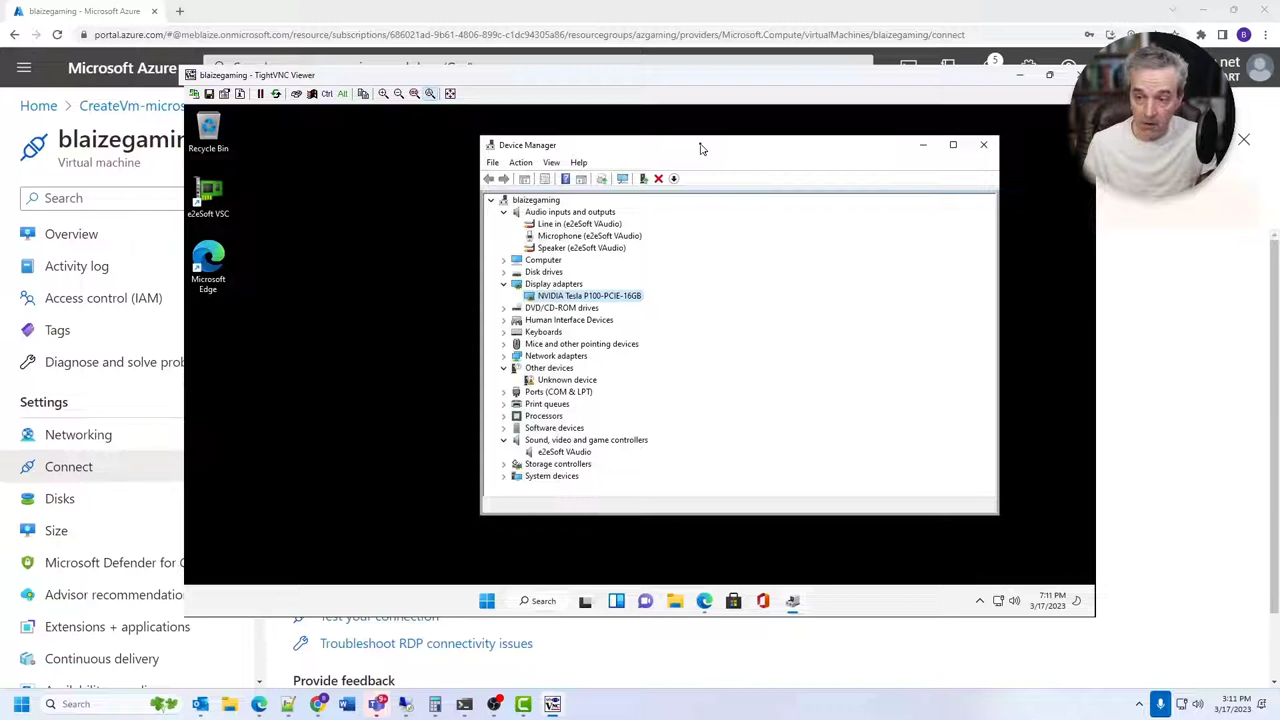 blaizegaming - Microsoft Azure
portal.azure.com/#@meblaize.onmicrosoft.com/resource/subscriptions/686021ad-9b61-4806-899c-c1dc94305a86/resourcegroups/azgaming/providers/Microsoft.Compute/virtualMachines/blaizegaming/connect
B
Microsoft Azure
5
.net
blaizegaming - TightVNC Viewer
Ctrl
Alt
Home
CreateVm-micros
blaizegamin
Virtual machine
Search
Overview
Activity log
Access control (IAM)
Tags
Diagnose and solve prob
Settings
Networking
Connect
Disks
Size
Microsoft Defender for C
Advisor recommendatio
Extensions + applications
Continuous delivery
Recycle Bin
e2eSoft VSC
Microsoft
Edge
Device Manager
File
Action
View
Help
blaizegaming
Audio inputs and outputs
Line in (e2eSoft VAudio)
Microphone (e2eSoft VAudio)
Speaker (e2eSoft VAudio)
Computer
Disk drives
Display adapters
NVIDIA Tesla P100-PCIE-16GB
DVD/CD-ROM drives
Human Interface Devices
Keyboards
Mice and other pointing devices
Network adapters
Other devices
Unknown device
Ports (COM & LPT)
Print queues
Processors
Software devices
Sound, video and game controllers
e2eSoft VAudio
Storage controllers
System devices
Search
7:11 PM
3/17/2023
Test your connection
Troubleshoot RDP connectivity issues
Provide feedback
Search
3:11 PM
3/17/2023